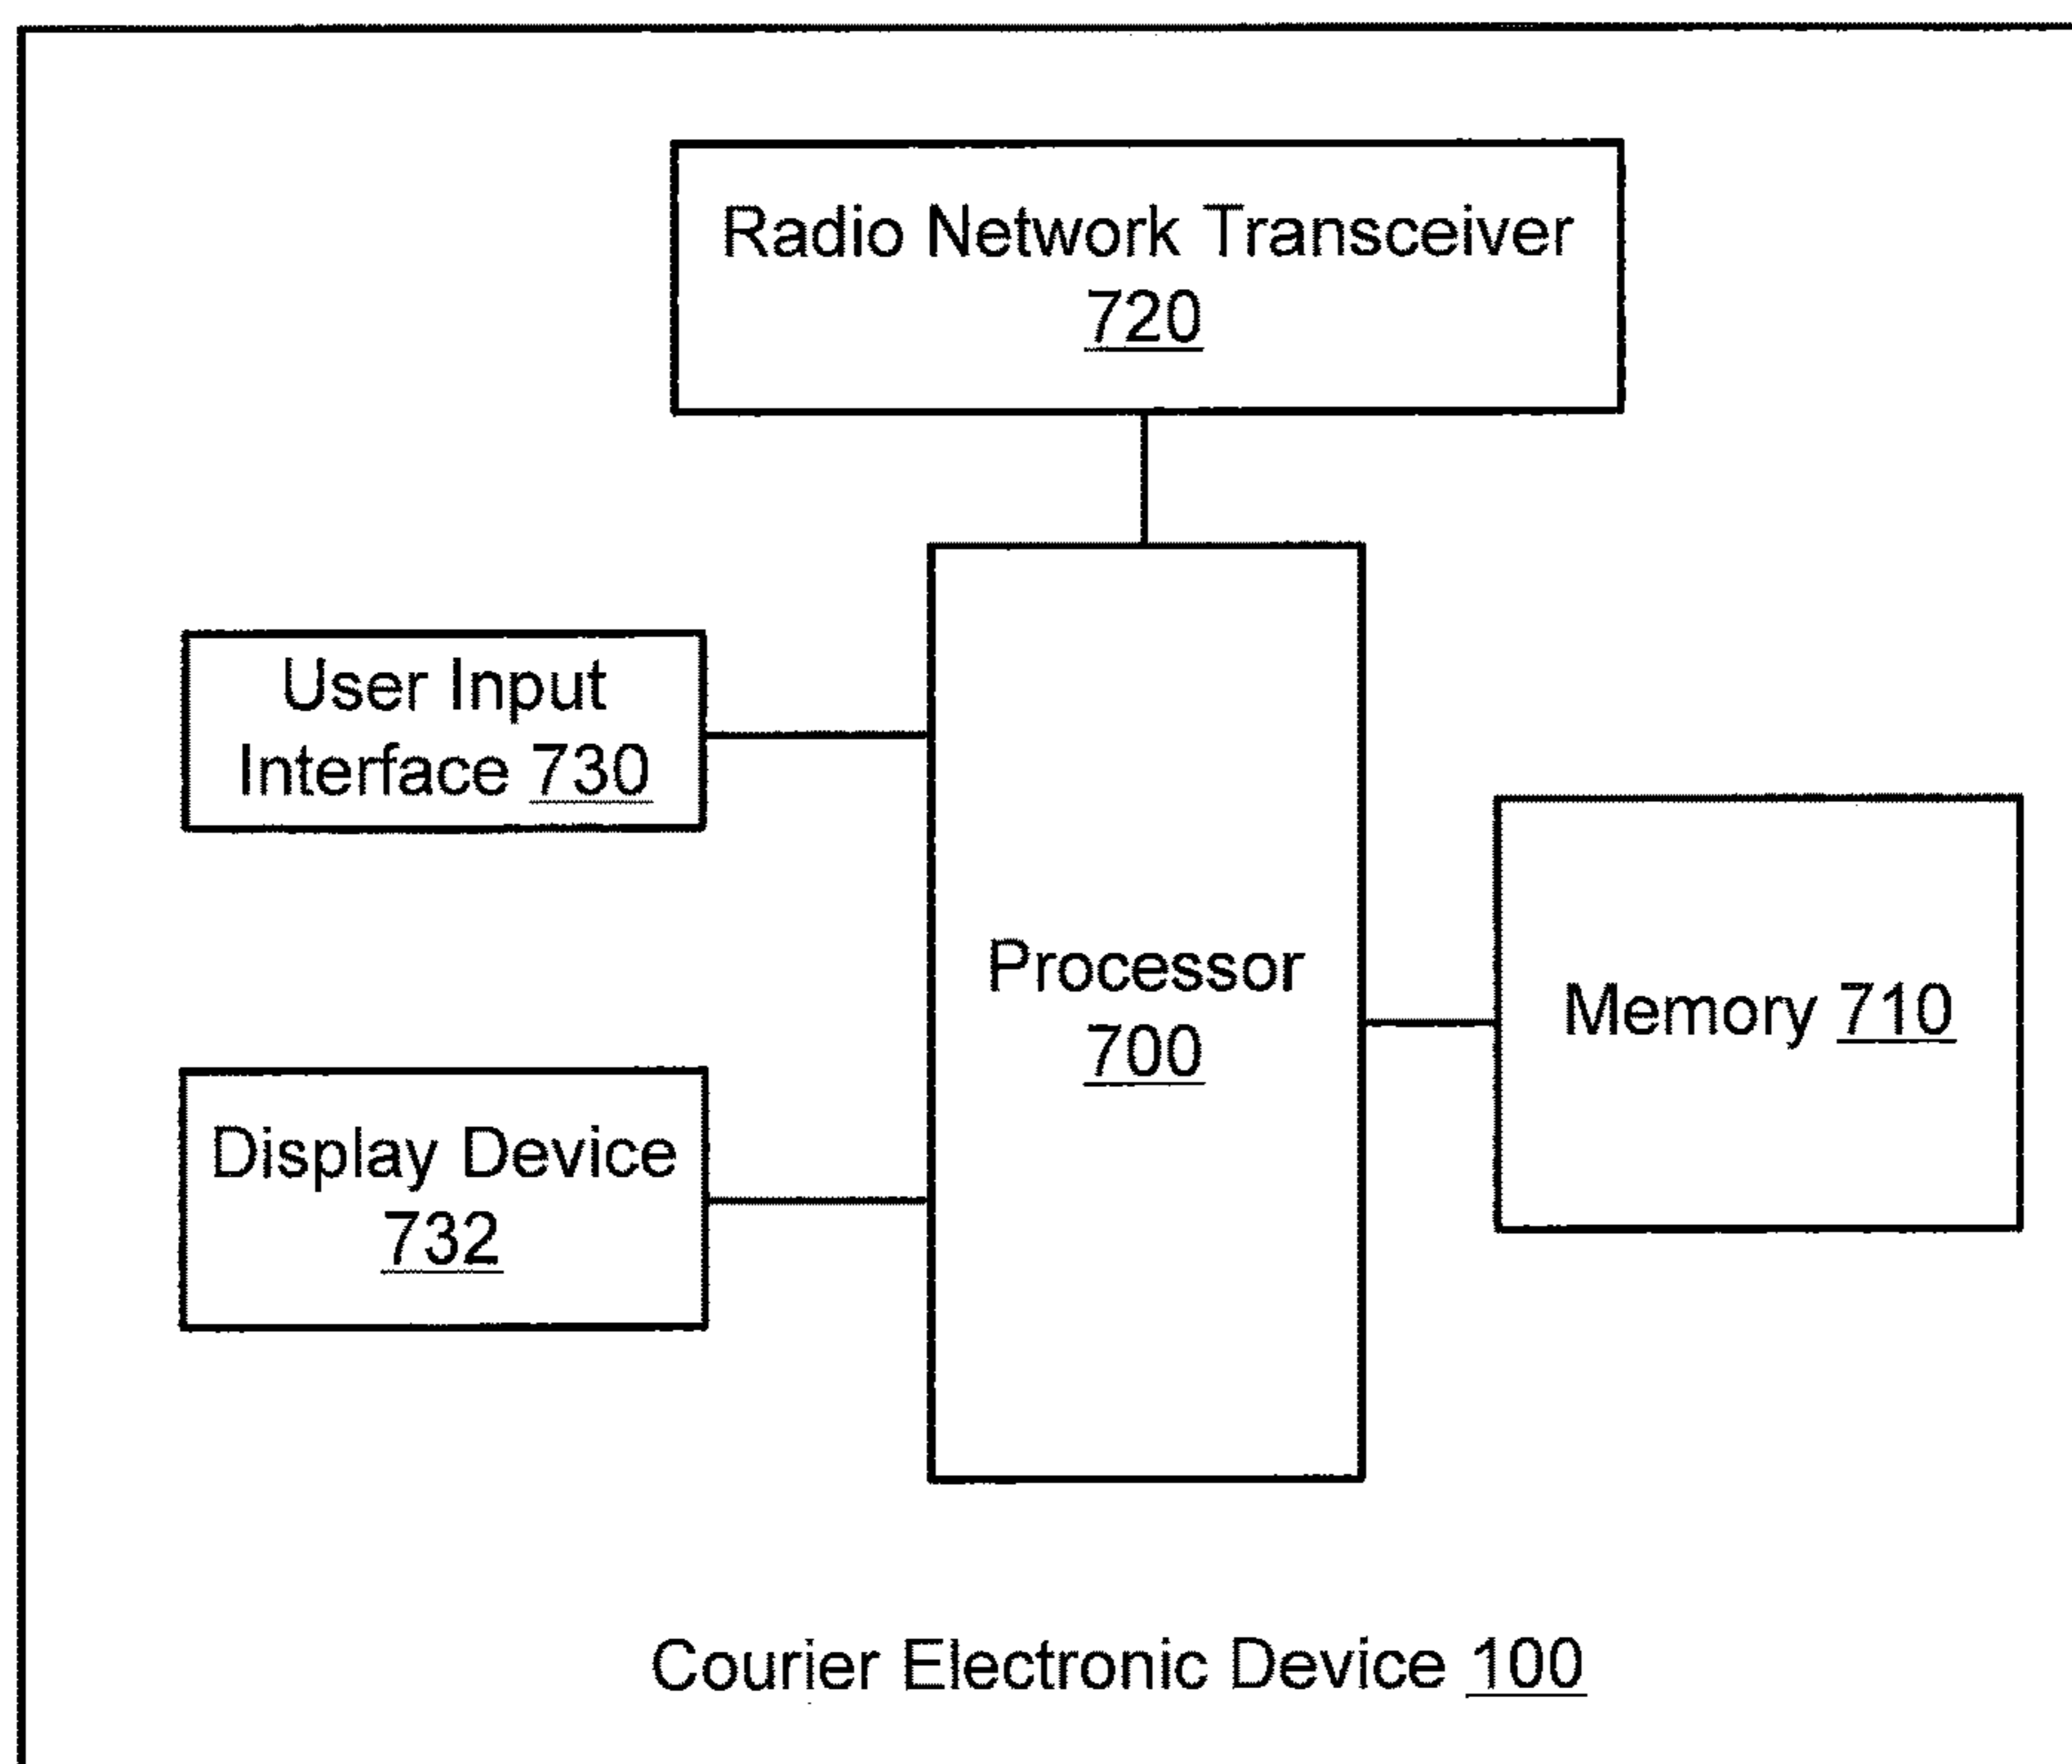 Radio Network Transceiver
720
User Input
Interface 730
Processor
700
Memory 710
Display Device
732
Courier Electronic Device 100